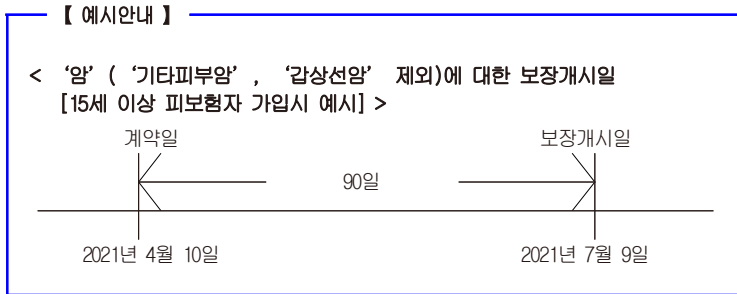 【 예시안내 】
< ‘암’ ( ‘기타피부암’ , ‘갑상선암’ 제외)에 대한 보장개시일
[15세 이상 피보험자 가입시 예시] >
계약일 보장개시일
90일
2021년 4월 10일 2021년 7월 9일